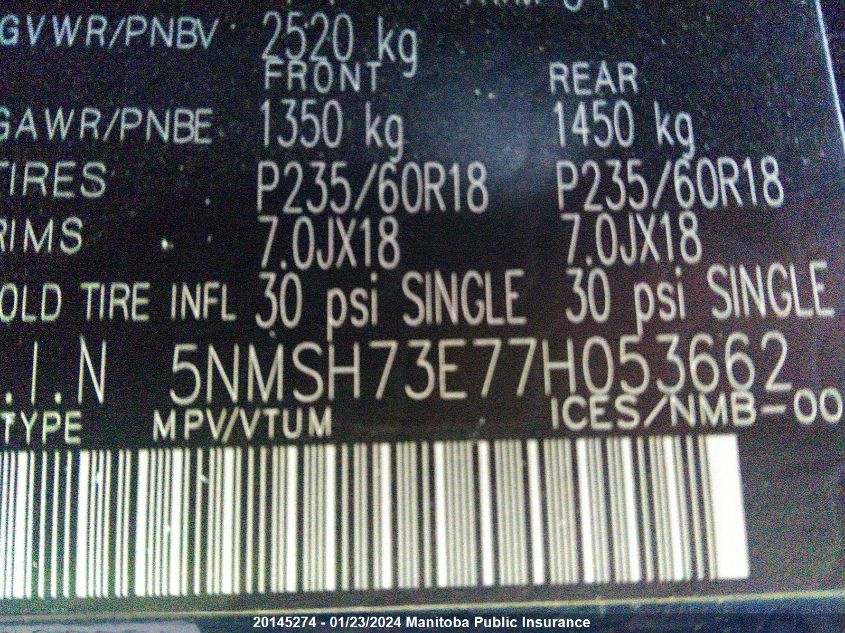 GVWR/PNBV 2520 kg
FRONT REAR
GAWR/PNBE 1350 kg 1450 kg
TIRES P235/60R18 P235/60R18
RIMS 7.0JX18 7.0JX18
OLD TIRE INFL 30 psi SINGLE 30 psi SINGLE
.I.N 5NMSH73E77H053662
TYPE MPV/VTUM ICES/NMB-00
20145274 - 01/23/2024 Manitoba Public Insurance